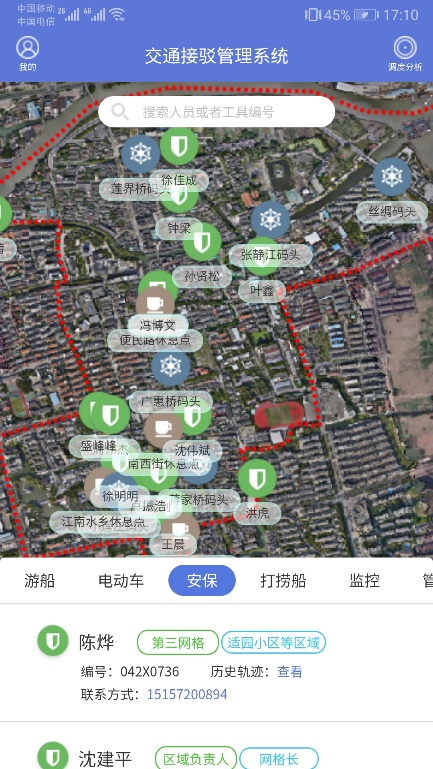 中国移动 2G 4G 45% 17:10
中国电信
我的 交通接驳管理系统 调度分析
搜索人员或者工具编号
徐佳成
莲界桥码头
丝绸码头
钟梁
张静江码头
孙贤松
叶鑫
冯博文
便民路休息点
广惠桥码头
盛峰峰
沈伟斌
南西街休息点
徐明明
苏家桥码头
卢振浩
洪虎
江南水乡休息点
王晨
游船 电动车 安保 打捞船 监控
陈烨 第三网格 适园小区等区域
编号：042X0736 历史轨迹：查看
联系方式：15157200894
沈建平 区域负责人 网格长